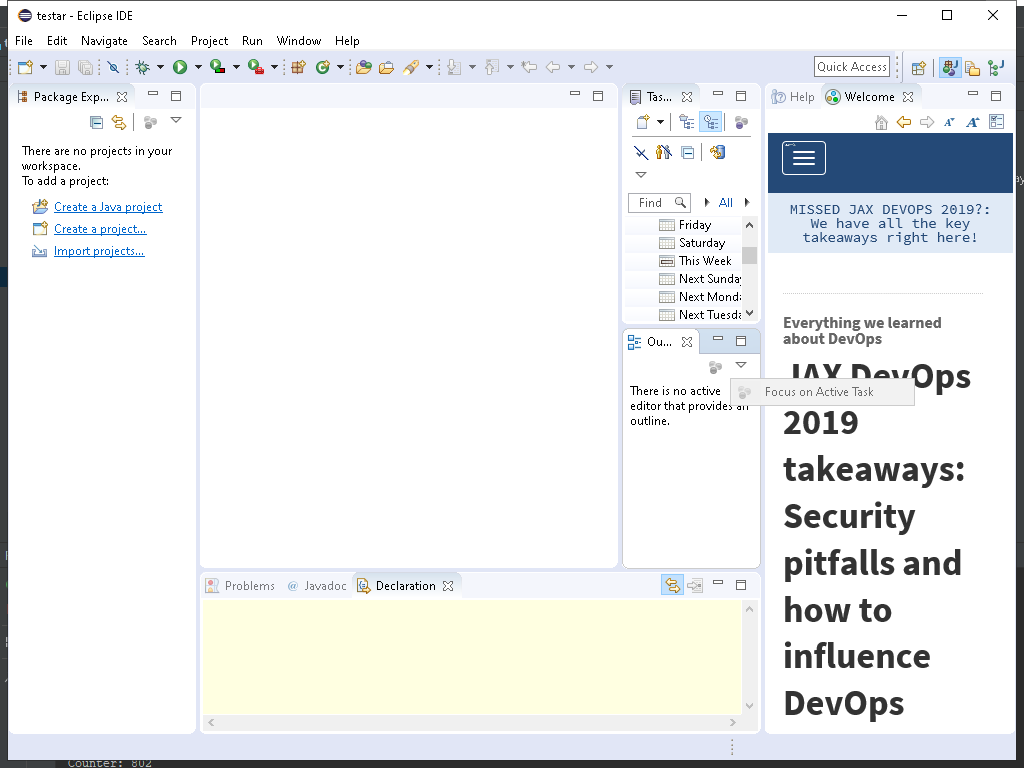 testar - Eclipse IDE
File Edit Navigate Search Project Run Window Help
Quick Access
Package Exp...
There are no projects in your
workspace.
To add a project:
Create a Java project
Create a project...
Import projects...
Tas...
Find All
Friday
Saturday
This Week
Next Sunday
Next Monda
Next Tuesda
Ou...
There is no active
editor that provides an
outline.
Focus on Active Task
Help Welcome
MISSED JAX DEVOPS 2019?:
We have all the key
takeaways right here!
Everything we learned
about DevOps
JAX DevOps
2019
takeaways:
Security
pitfalls and
how to
influence
DevOps
Problems @ Javadoc Declaration
Counter: 802